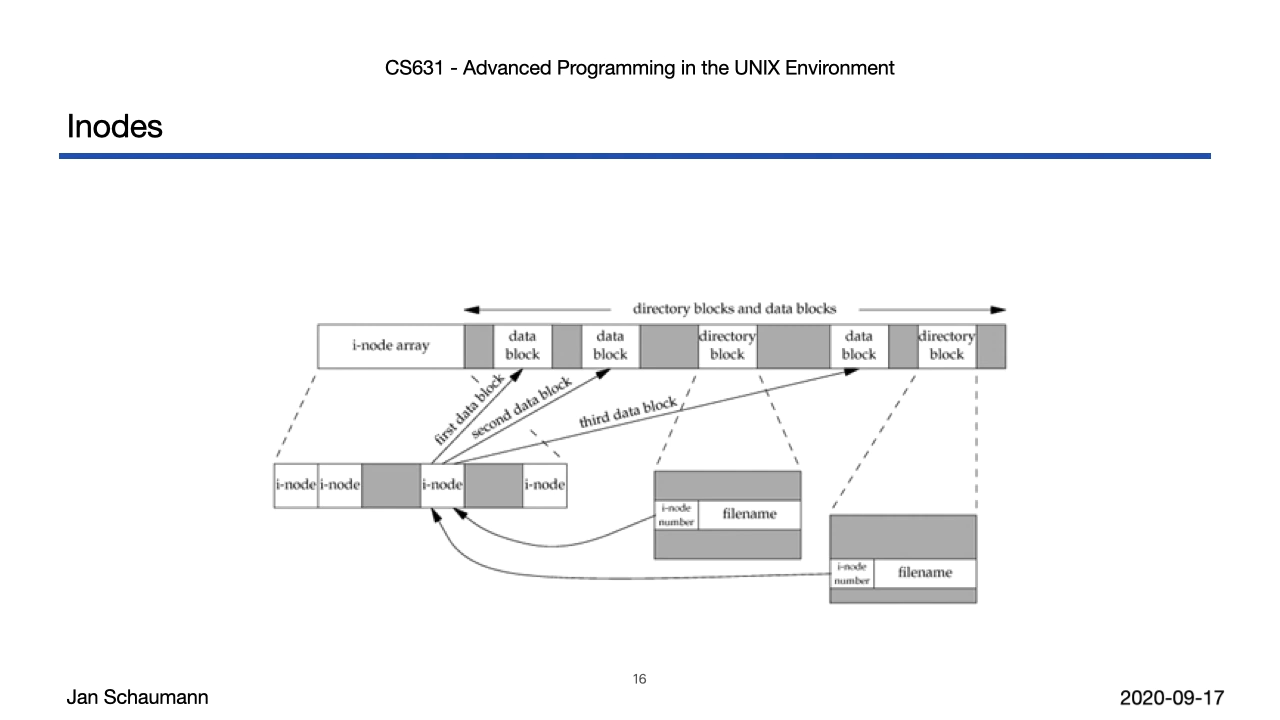 CS631 - Advanced Programming in the UNIX Environment
Inodes
directory blocks and data blocks
i-node array
data
block
data
block
directory
block
data
block
directory
block
first data block
second data block
third data block
i-node
i-node
i-node
i-node
i-node
number
filename
i-node
number
filename
16
Jan Schaumann
2020-09-17